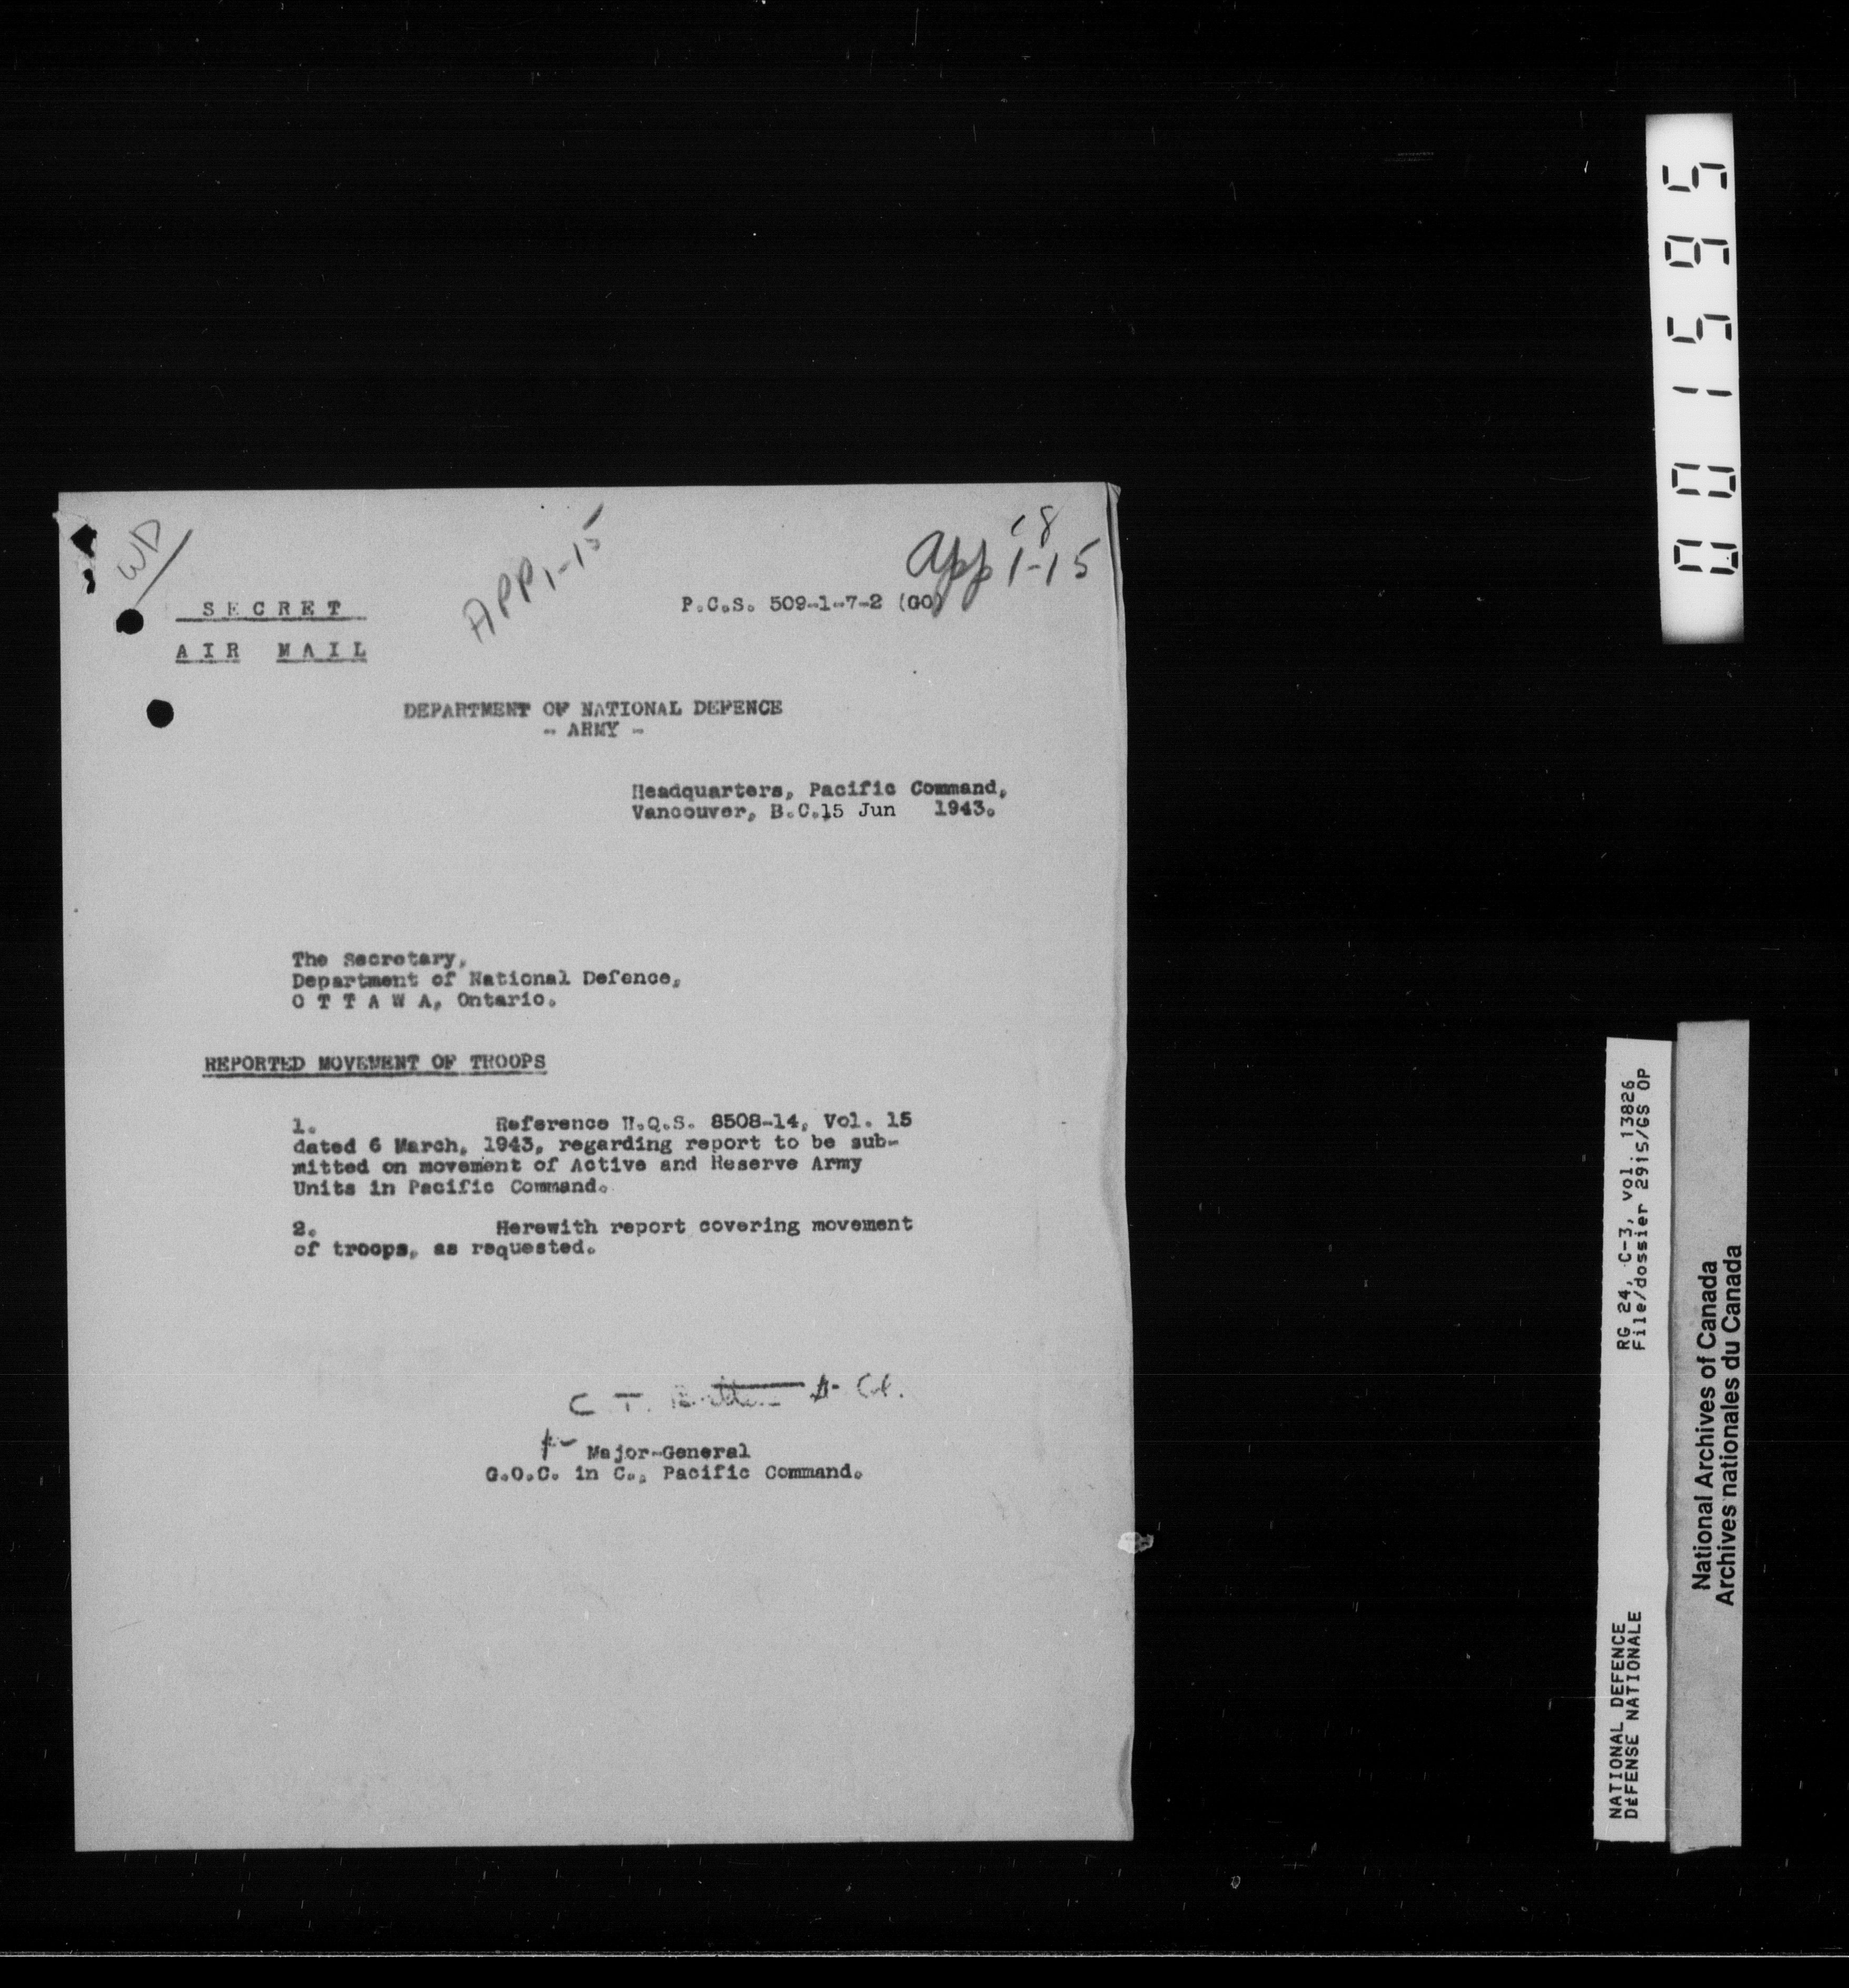 WD
APP 1-15
18
App 1-15
SECRET
P.C.S. 509-1-7-2 (GO)
AIR MAIL
DEPARTMENT OF NATIONAL DEFENCE
- ARMY -
Headquarters, Pacific Command,
Vancouver, B.C. 15 Jun 1943.
The Secretary,
Department of National Defence,
O T T A W A, Ontario.
REPORTED MOVEMENT OF TROOPS
1. Reference H.Q.S. 8508-14, Vol. 15
dated 6 March, 1943, regarding report to be sub-
mitted on movement of Active and Reserve Army
Units in Pacific Command.
2. Herewith report covering movement
of troops, as requested.
C T.
Major-General
G.O.C. in C., Pacific Command.
001595
RG 24, C-3, vol. 13826
File/dossier 2915/GS OP
NATIONAL DEFENCE
DÉFENSE NATIONALE
National Archives of Canada
Archives nationales du Canada